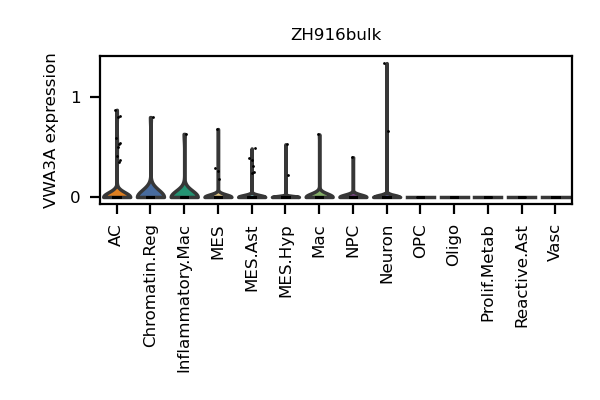 ZH916bulk
VWA3A expression
1
0
AC
Chromatin.Reg
Inflammatory.Mac
MES
MES.Ast
MES.Hyp
Mac
NPC
Neuron
OPC
Oligo
Prolif.Metab
Reactive.Ast
Vasc